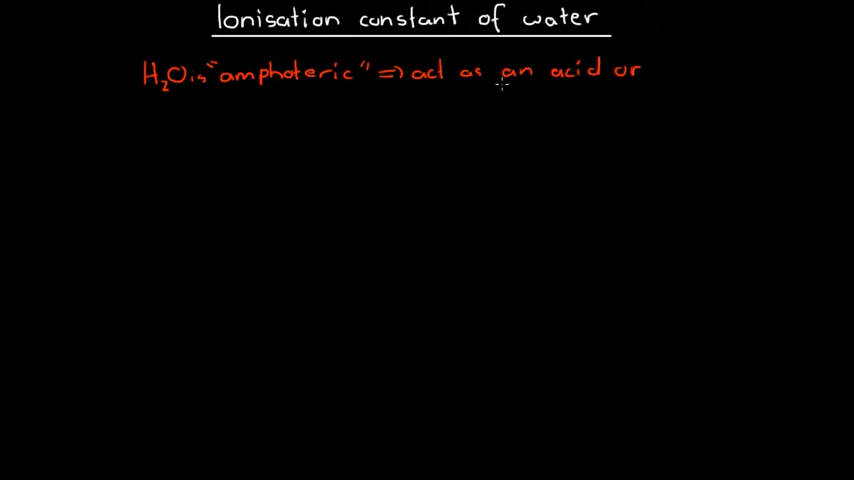 Ionisation constant of water
H₂O is "amphoteric" => act as an acid or